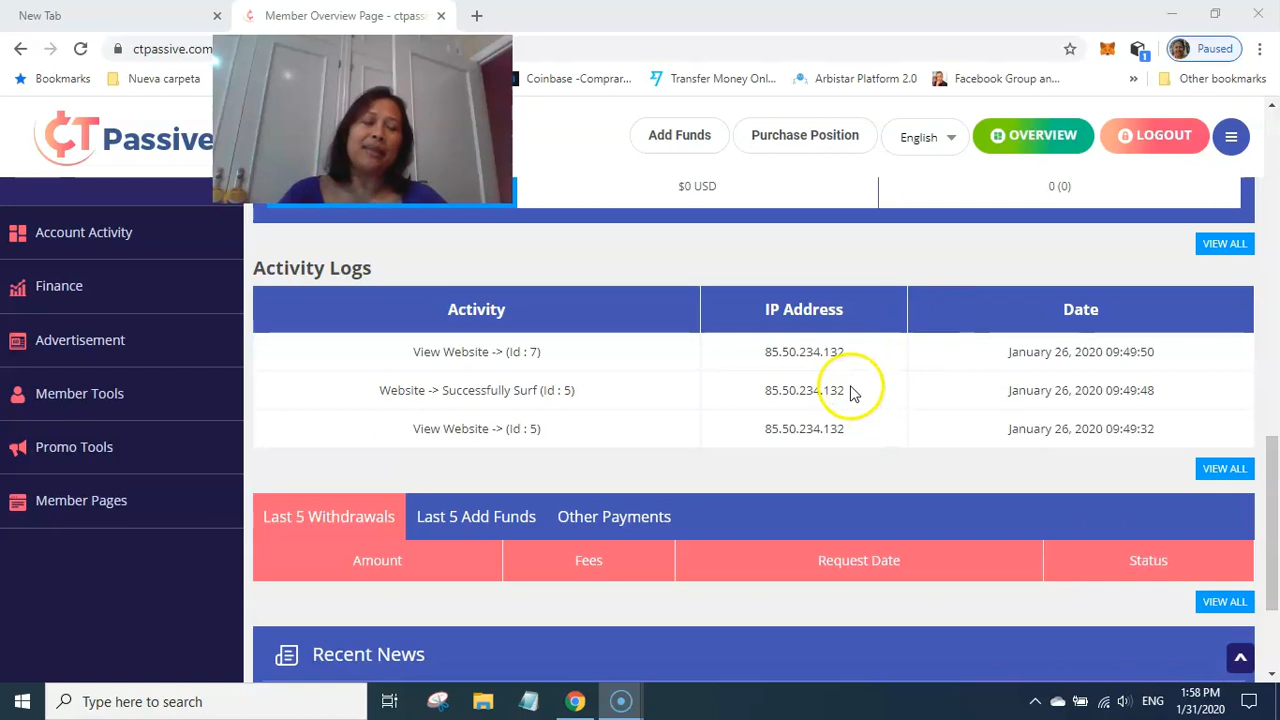 New Tab
Member Overview Page - ctpass
ctpassive.com
Paused
Bookmarks
Nueva carpeta
Coinbase -Comprar...
Transfer Money Onl...
Arbistar Platform 2.0
Facebook Group an...
»
Other bookmarks
CT Passive
Add Funds
Purchase Position
English
OVERVIEW
LOGOUT
$0 USD
0 (0)
VIEW ALL
Account Activity
Finance
Advertisement
Member Tools
Promo Tools
Member Pages
Activity Logs
Activity IP Address Date
View Website -> (Id : 7) 85.50.234.132 January 26, 2020 09:49:50
Website -> Successfully Surf (Id : 5) 85.50.234.132 January 26, 2020 09:49:48
View Website -> (Id : 5) 85.50.234.132 January 26, 2020 09:49:32
VIEW ALL
Last 5 Withdrawals Last 5 Add Funds Other Payments
Amount Fees Request Date Status
VIEW ALL
Recent News
Type here to search
ENG
1:58 PM
1/31/2020
1